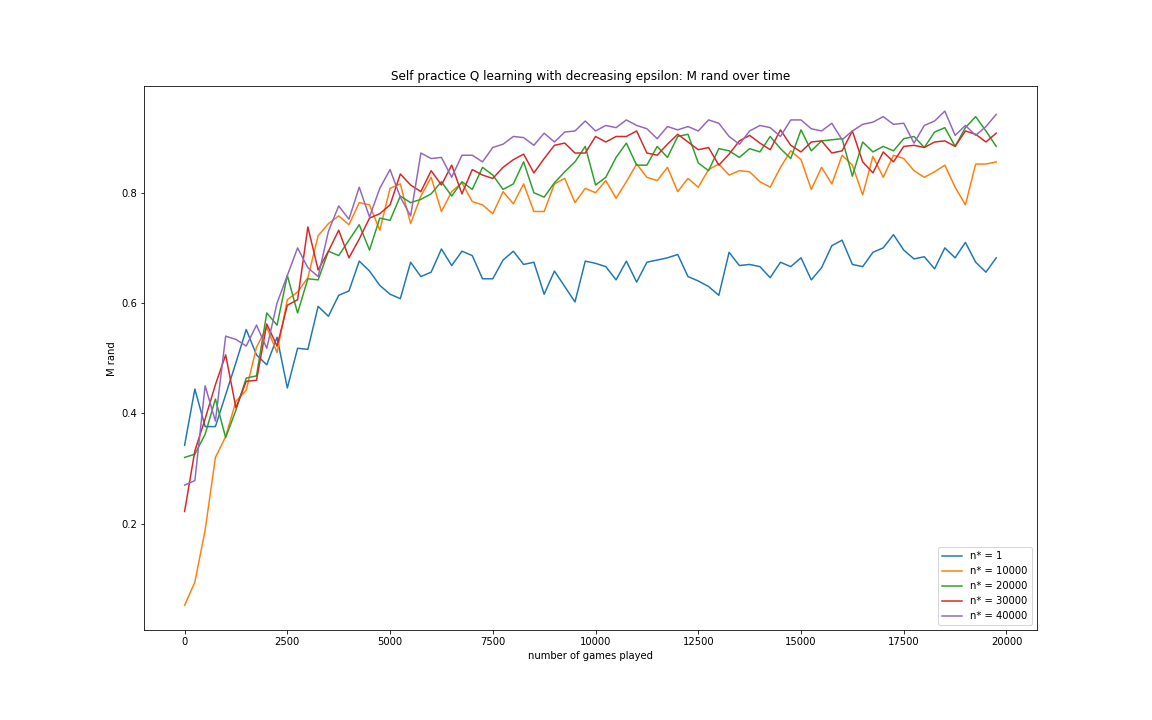 Self practice Q learning with decreasing epsilon: M rand over time
M rand
0.8
0.6
0.4
0.2
0 2500 5000 7500 10000 12500 15000 17500 20000
number of games played
n* = 1
n* = 10000
n* = 20000
n* = 30000
n* = 40000